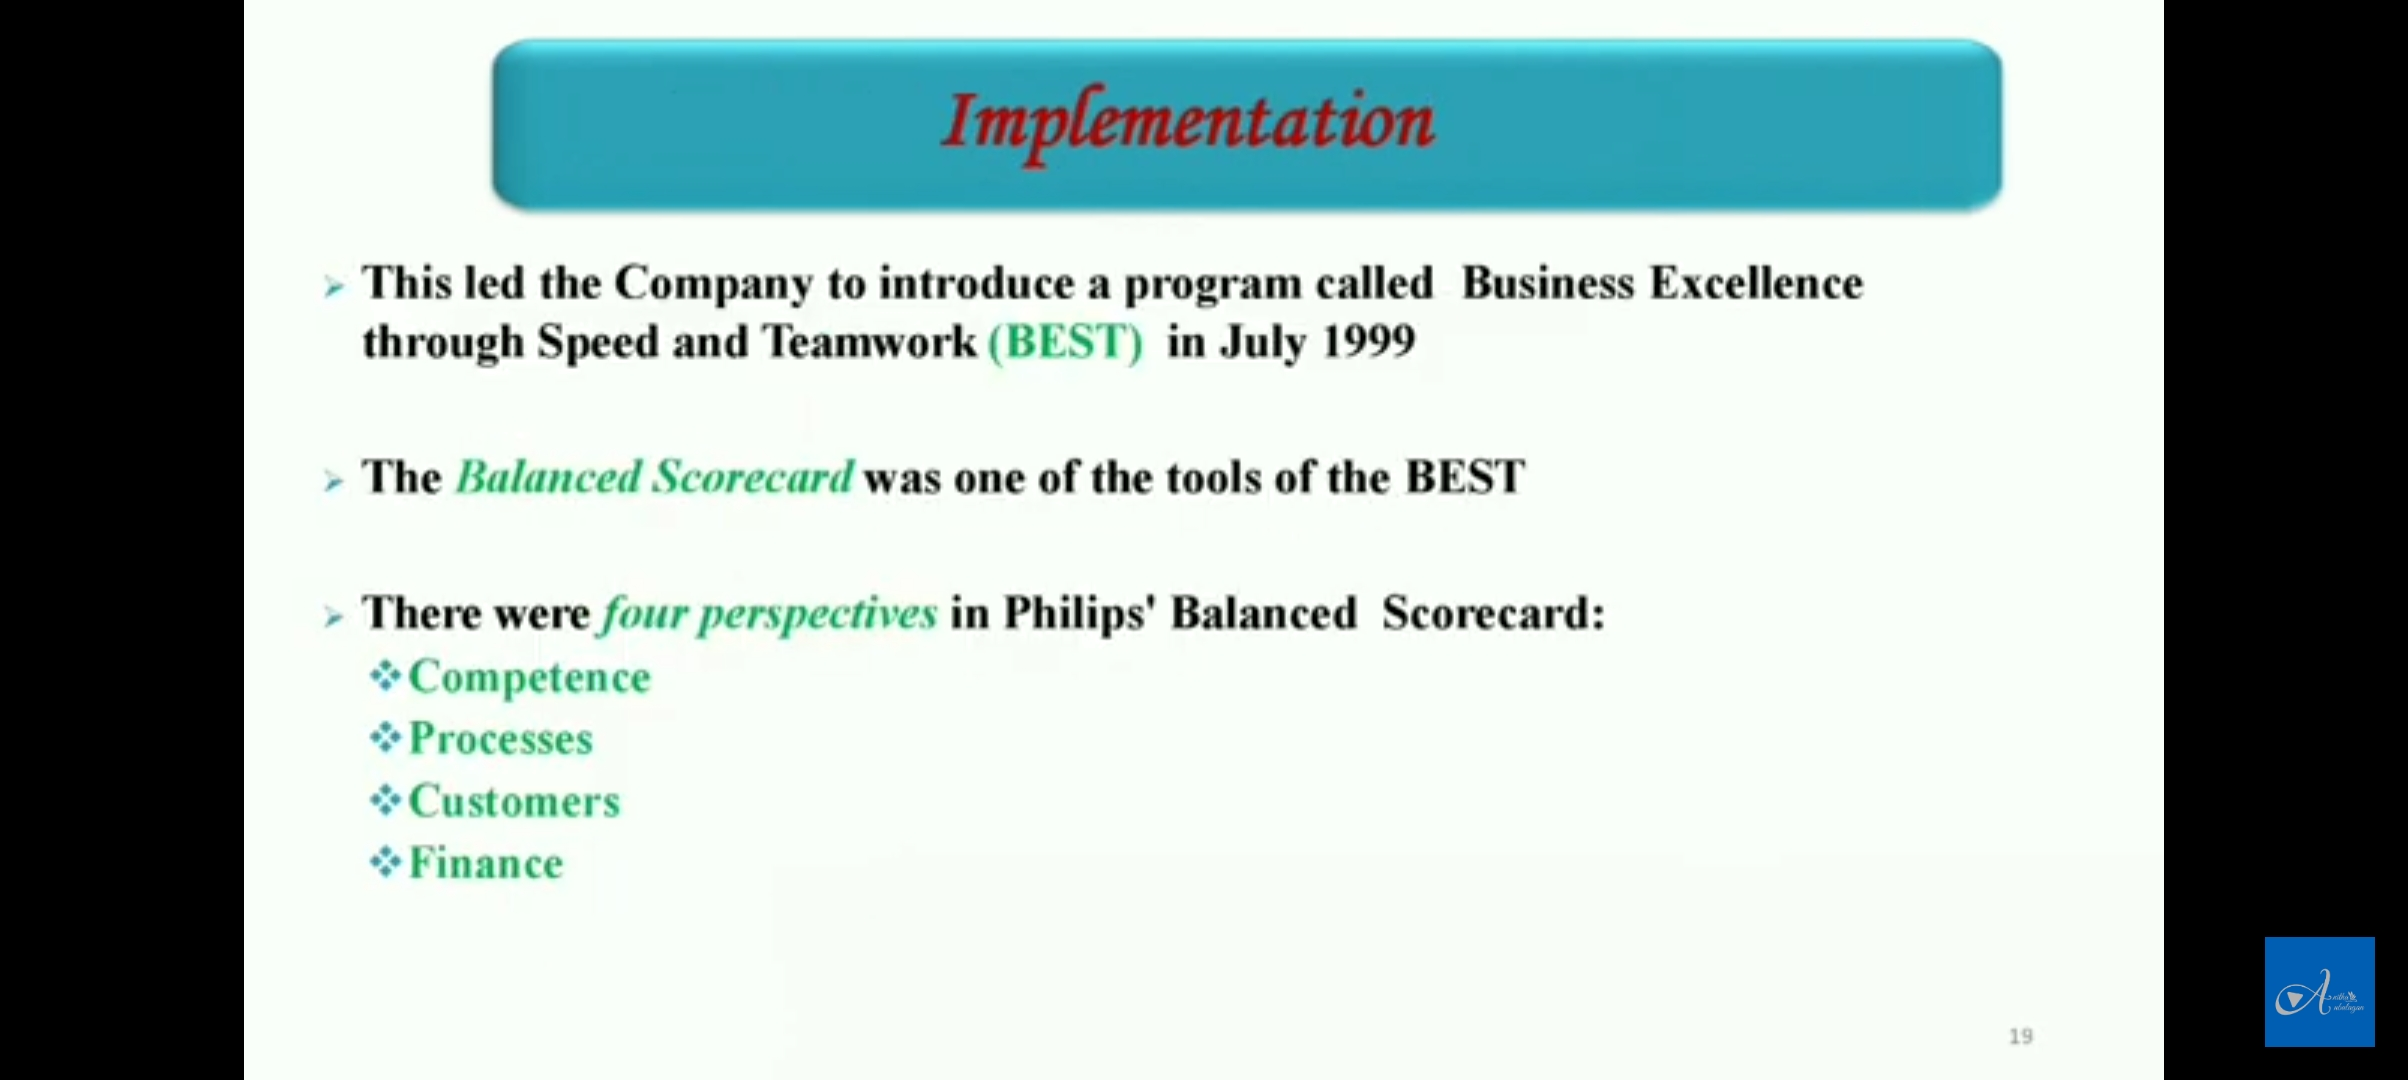 Implementation
This led the Company to introduce a program called Business Excellence
through Speed and Teamwork (BEST) in July 1999
The Balanced Scorecard was one of the tools of the BEST
There were four perspectives in Philips' Balanced Scorecard:
Competence
Processes
Customers
Finance
19